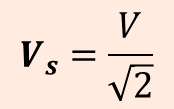 V_s = V/√2